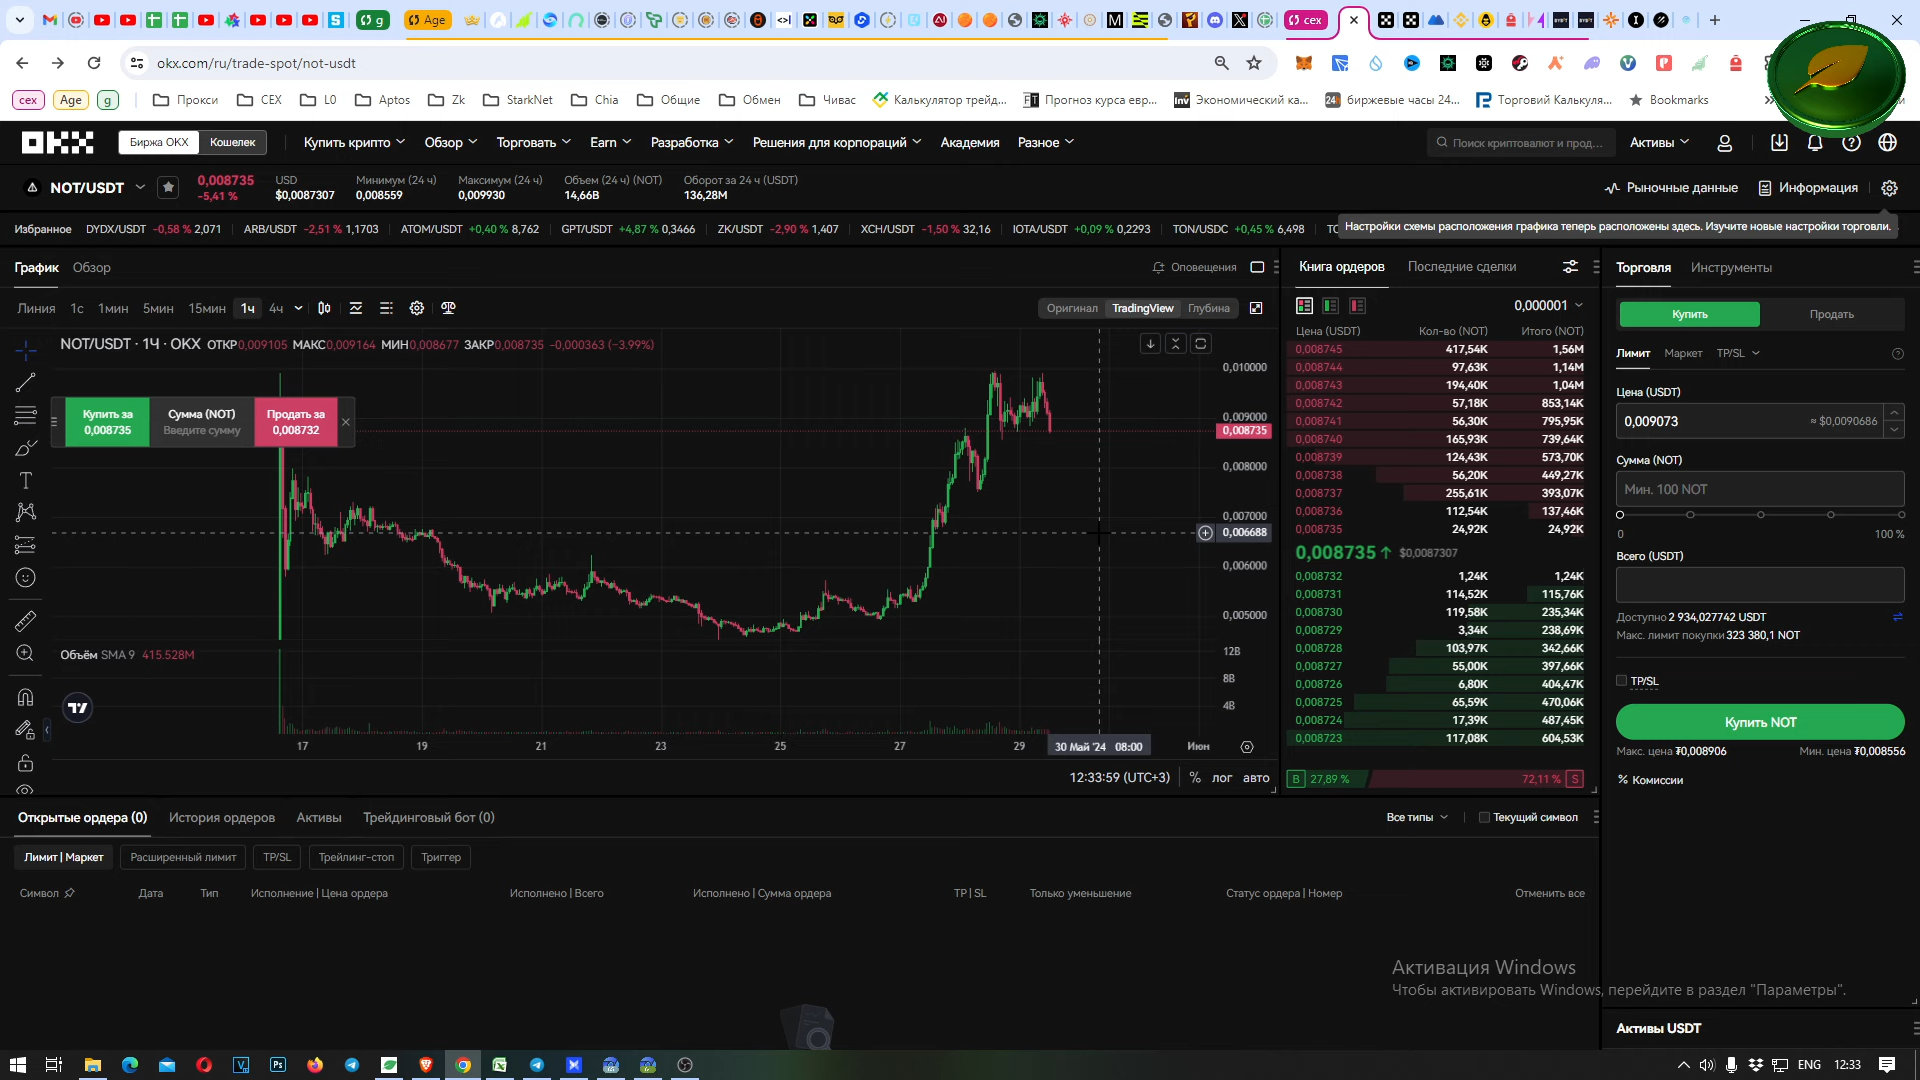 g
Age
cex
okx.com/ru/trade-spot/not-usdt
cex
Age
g
Прокси
CEX
L0
Aptos
Zk
StarkNet
Chia
Общие
Обмен
Чивас
Калькулятор трейд...
Прогноз курса евр...
Экономический ка...
биржевые часы 24...
Торговий Калькуля...
Bookmarks
OKX
Биржа OKX
Кошелек
Купить крипто
Обзор
Торговать
Earn
Разработка
Решения для корпораций
Академия
Разное
Поиск криптовалют и прод...
Активы
NOT/USDT
0,008735
-5,41 %
USD
$0,0087307
Минимум (24 ч)
0,008559
Максимум (24 ч)
0,009930
Объем (24 ч) (NOT)
14,66B
Оборот за 24 ч (USDT)
136,28M
Рыночные данные
Информация
Избранное
DYDX/USDT -0,58 % 2,071
ARB/USDT -2,51 % 1,1703
ATOM/USDT +0,40 % 8,762
GPT/USDT +4,87 % 0,3466
ZK/USDT -2,90 % 1,407
XCH/USDT -1,50 % 32,16
IOTA/USDT +0,09 % 0,2293
TON/USDC +0,45 % 6,498
Настройки схемы расположения графика теперь расположены здесь. Изучите новые настройки торговли.
График
Обзор
Оповещения
Линия 1с 1мин 5мин 15мин 1ч 4ч
Оригинал
TradingView
Глубина
NOT/USDT · 1Ч · OKX ОТКР0,009105 МАКС0,009164 МИН0,008677 ЗАКР0,008735 -0,000363 (-3.99%)
Купить за
0,008735
Сумма (NOT)
Введите сумму
Продать за
0,008732
0,010000
0,009000
0,008735
0,008000
0,007000
0,006688
0,006000
0,005000
Объём SMA 9 415.528M
12B
8B
4B
17 19 21 23 25 27 29 30 Май '24 08:00 Июн
12:33:59 (UTC+3)
% лог авто
Книга ордеров
Последние сделки
0,000001
Цена (USDT) Кол-во (NOT) Итого (NOT)
0,008745 417,54K 1,56M
0,008744 97,63K 1,14M
0,008743 194,40K 1,04M
0,008742 57,18K 853,14K
0,008741 56,30K 795,95K
0,008740 165,93K 739,64K
0,008739 124,43K 573,70K
0,008738 56,20K 449,27K
0,008737 255,61K 393,07K
0,008736 112,54K 137,46K
0,008735 24,92K 24,92K
0,008735 $0,0087307
0,008732 1,24K 1,24K
0,008731 114,52K 115,76K
0,008730 119,58K 235,34K
0,008729 3,34K 238,69K
0,008728 103,97K 342,66K
0,008727 55,00K 397,66K
0,008726 6,80K 404,47K
0,008725 65,59K 470,06K
0,008724 17,39K 487,45K
0,008723 117,08K 604,53K
B 27,89 % 72,11 % S
Торговля
Инструменты
Купить
Продать
Лимит
Маркет
TP/SL
Цена (USDT)
0,009073 ≈ $0,0090686
Сумма (NOT)
Мин. 100 NOT
0 100 %
Всего (USDT)
Доступно 2 934,027742 USDT
Макс. лимит покупки 323 380,1 NOT
TP/SL
Купить NOT
Макс. цена ₮0,008906 Мин. цена ₮0,008556
% Комиссии
Открытые ордера (0)
История ордеров
Активы
Трейдинговый бот (0)
Все типы
Текущий символ
Лимит | Маркет
Расширенный лимит
TP/SL
Трейлинг-стоп
Триггер
Символ
Дата
Тип
Исполнение | Цена ордера
Исполнено | Всего
Исполнено | Сумма ордера
TP | SL
Только уменьшение
Статус ордера | Номер
Отменить все
Активация Windows
Чтобы активировать Windows, перейдите в раздел "Параметры".
Активы USDT
ENG
12:33